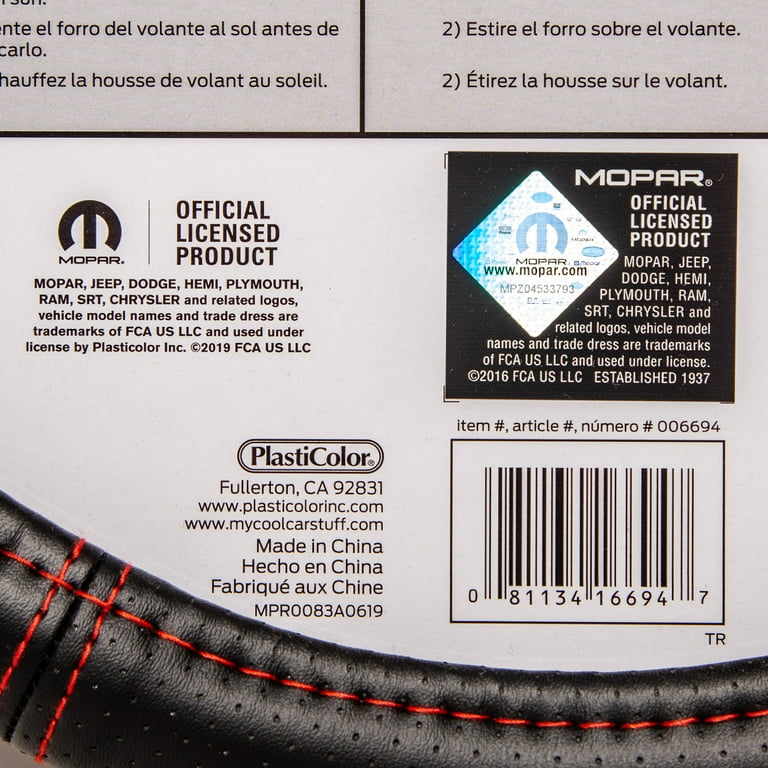 ente el forro del volante al sol antes de
carlo.
hauffez la housse de volant au soleil.
2) Estire el forro sobre el volante.
2) Étirez la housse sur le volant.
MOPAR®
OFFICIAL
LICENSED
PRODUCT
MOPAR, JEEP, DODGE, HEMI, PLYMOUTH,
RAM, SRT, CHRYSLER and related logos,
vehicle model names and trade dress are
trademarks of FCA US LLC and used under
license by Plasticolor Inc. ©2019 FCA US LLC
MOPAR®
OFFICIAL
LICENSED
PRODUCT
MOPAR, JEEP,
DODGE, HEMI,
PLYMOUTH, RAM,
SRT, CHRYSLER and
related logos, vehicle model
names and trade dress are trademarks
of FCA US LLC and used under license.
©2016 FCA US LLC ESTABLISHED 1937
MOPAR
www.mopar.com
MPZ04533793
item #, article #, número # 006694
0 81134 16694 7
TR
PlastiColor®
Fullerton, CA 92831
www.plasticolorinc.com
www.mycoolcarstuff.com
Made in China
Hecho en China
Fabriqué aux Chine
MPR0083A0619